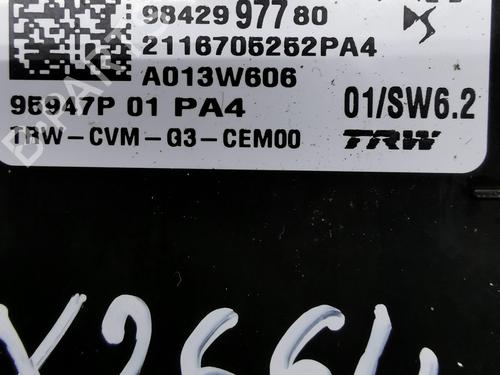 98429 977 80
2116705252PA4
A013W606
95947P 01 PA4
01/SW6.2
TRW-CVM-G3-CEM00
TRW